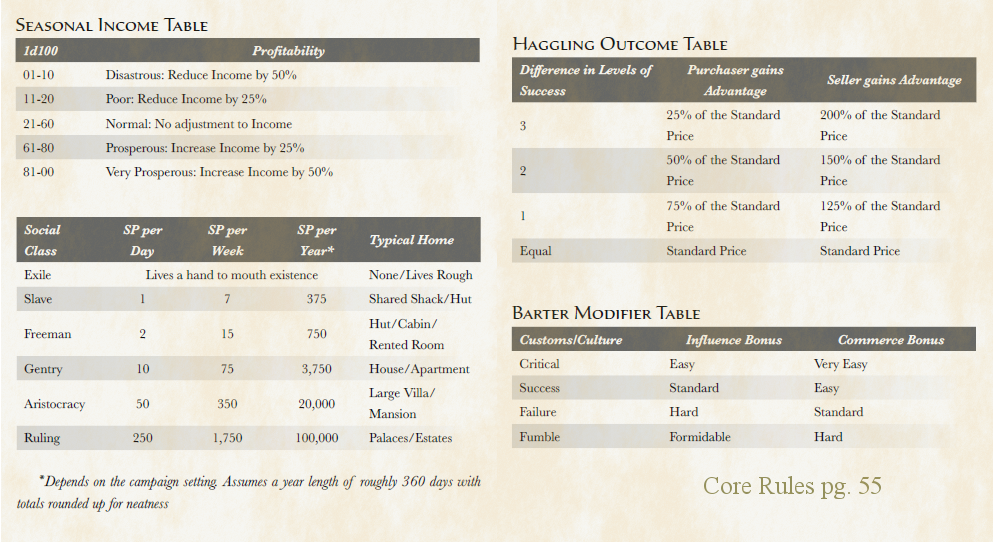 Seasonal Income Table
1d100 Profitability
01-10 Disastrous: Reduce Income by 50%
11-20 Poor: Reduce Income by 25%
21-60 Normal: No adjustment to Income
61-80 Prosperous: Increase Income by 25%
81-00 Very Prosperous: Increase Income by 50%
Social SP per SP per SP per Typical Home
Class Day Week Year*
Exile Lives a hand to mouth existence None/Lives Rough
Slave 1 7 375 Shared Shack/Hut
Freeman 2 15 750 Hut/Cabin/
Rented Room
Gentry 10 75 3,750 House/Apartment
Aristocracy 50 350 20,000 Large Villa/
Mansion
Ruling 250 1,750 100,000 Palaces/Estates
*Depends on the campaign setting. Assumes a year length of roughly 360 days with
totals rounded up for neatness
Haggling Outcome Table
Difference in Levels of Purchaser gains Seller gains Advantage
Success Advantage
3 25% of the Standard 200% of the Standard
Price Price
2 50% of the Standard 150% of the Standard
Price Price
1 75% of the Standard 125% of the Standard
Price Price
Equal Standard Price Standard Price
Barter Modifier Table
Customs/Culture Influence Bonus Commerce Bonus
Critical Easy Very Easy
Success Standard Easy
Failure Hard Standard
Fumble Formidable Hard
Core Rules pg. 55